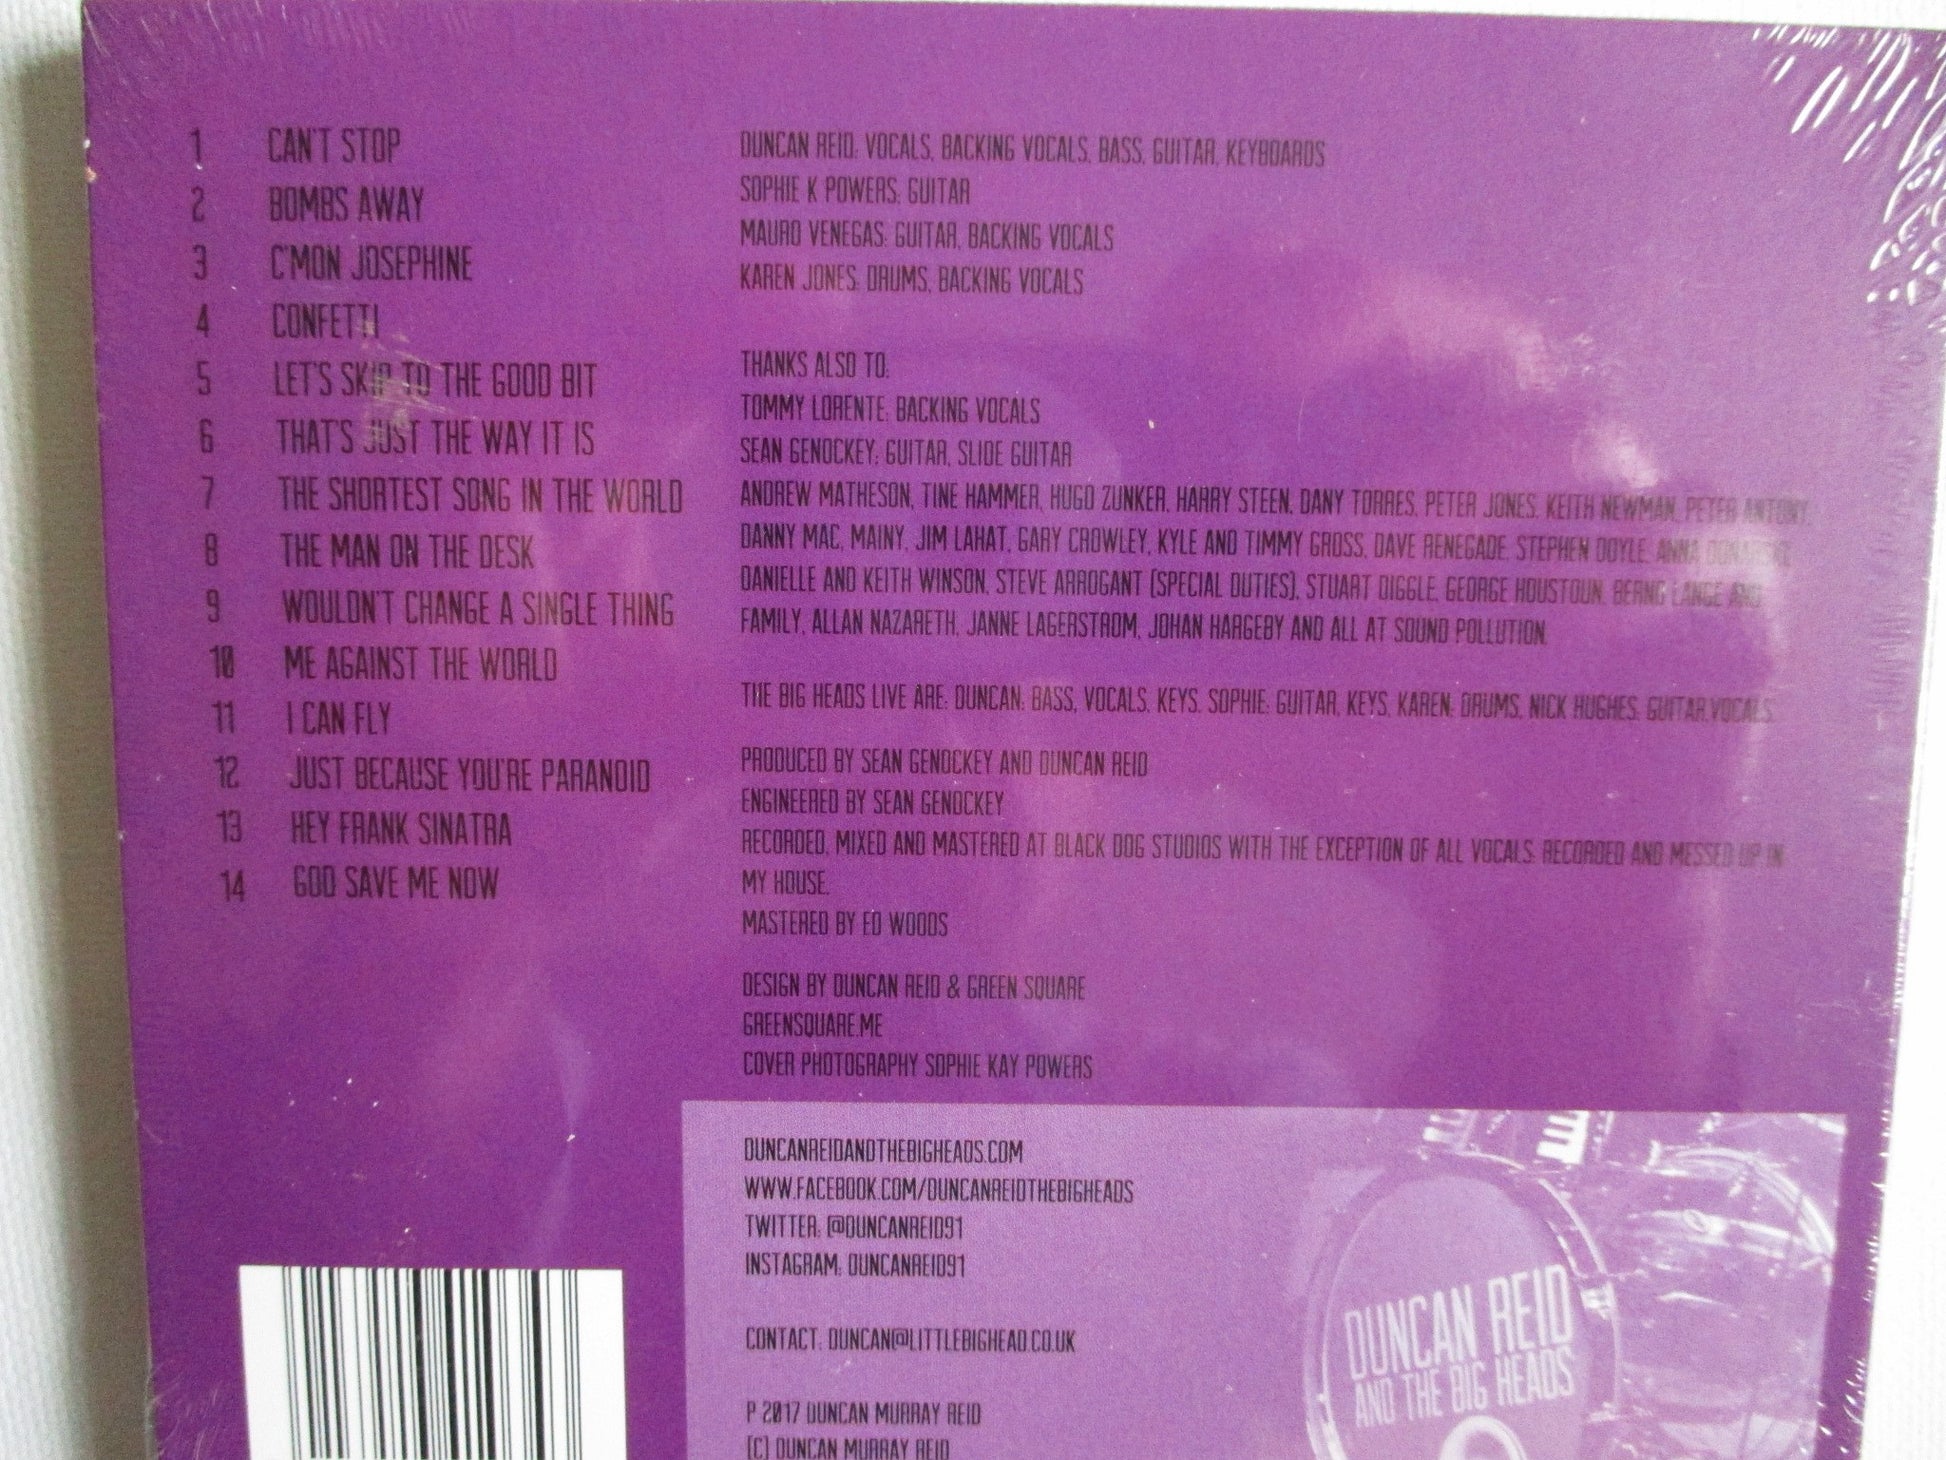 1 CAN'T STOP
2 BOMBS AWAY
3 C'MON JOSEPHINE
4 CONFETTI
5 LET'S SKIP TO THE GOOD BIT
6 THAT'S JUST THE WAY IT IS
7 THE SHORTEST SONG IN THE WORLD
8 THE MAN ON THE DESK
9 WOULDN'T CHANGE A SINGLE THING
10 ME AGAINST THE WORLD
11 I CAN FLY
12 JUST BECAUSE YOU'RE PARANOID
13 HEY FRANK SINATRA
14 GOD SAVE ME NOW
DUNCAN REID: VOCALS, BACKING VOCALS, BASS, GUITAR, KEYBOARDS
SOPHIE K POWERS: GUITAR
MAURO VENEGAS: GUITAR, BACKING VOCALS
KAREN JONES: DRUMS, BACKING VOCALS
THANKS ALSO TO:
TOMMY LORENTE: BACKING VOCALS
SEAN GENOCKEY: GUITAR, SLIDE GUITAR
ANDREW MATHESON, TINE HAMMER, HUGO ZUNKER, HARRY STEEN, DANY TORRES, PETER JONES, KEITH NEWMAN, PETER ANTONY,
DANNY MAC, MAINY, JIM LAHAT, GARY CROWLEY, KYLE AND TIMMY GROSS, DAVE RENEGADE, STEPHEN DOYLE, ANNA
DANIELLE AND KEITH WINSON, STEVE ARROGANT (SPECIAL DUTIES), STUART DIGGLE, GEORGE HOUSTOUN, BERNG LANGE AND
FAMILY, ALLAN NAZARETH, JANNE LAGERSTROM, JOHAN HARGEBY AND ALL AT SOUND POLLUTION.
THE BIG HEADS LIVE ARE: DUNCAN: BASS, VOCALS, KEYS. SOPHIE: GUITAR, KEYS, KAREN: DRUMS, NICK HUGHES: GUITAR,VOCALS
PRODUCED BY SEAN GENOCKEY AND DUNCAN REID
ENGINEERED BY SEAN GENOCKEY
RECORDED, MIXED AND MASTERED AT BLACK DOG STUDIOS WITH THE EXCEPTION OF ALL VOCALS: RECORDED AND MESSED UP IN
MY HOUSE.
MASTERED BY ED WOODS
DESIGN BY DUNCAN REID & GREEN SQUARE
GREENSQUARE.ME
COVER PHOTOGRAPHY SOPHIE KAY POWERS
DUNCANREIDANDTHEBIGHEADS.COM
WWW.FACEBOOK.COM/DUNCANREIDTHEBIGHEADS
TWITTER: @DUNCANREID91
INSTAGRAM: DUNCANREID91
CONTACT: DUNCAN@LITTLEBIGHEAD.CO.UK
P 2017 DUNCAN MURRAY REID
(C) DUNCAN MURRAY REID
DUNCAN REID
AND THE BIG HEADS